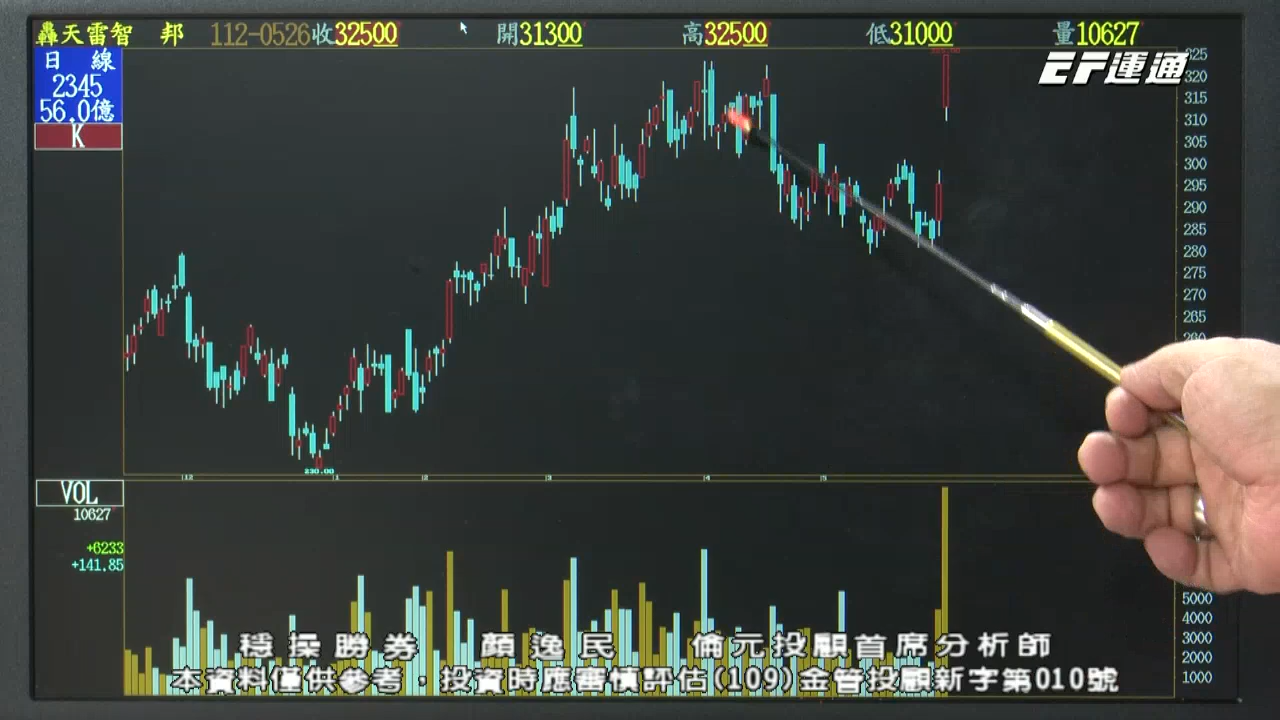 轟天雷智 邦 112-0526收32500 開31300 高32500 低31000 量10627
日 線
2345
56.0億
K
EF運通
325
320
315
310
305
300
295
290
285
280
275
270
265
230.00
12 1 2 3 4 5
VOL
10627
+6233
+141.85
5000
4000
3000
2000
1000
穩操勝券 顏逸民 倫元投顧首席分析師
本資料僅供參考，投資時應審慎評估(109)金管投顧新字第010號